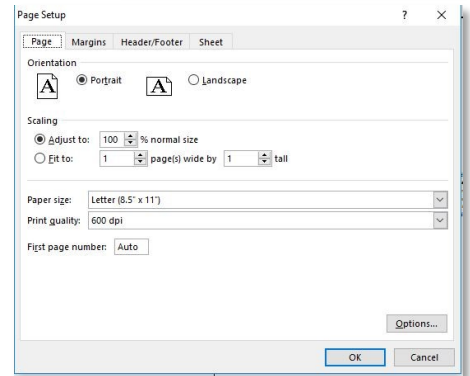 Page Setup ? ×
Page Margins Header/Footer Sheet
Orientation
A Portrait A Landscape
Scaling
Adjust to: 100 % normal size
Fit to: 1 page(s) wide by 1 tall
Paper size: Letter (8.5" x 11")
Print quality: 600 dpi
First page number: Auto
Options...
OK Cancel